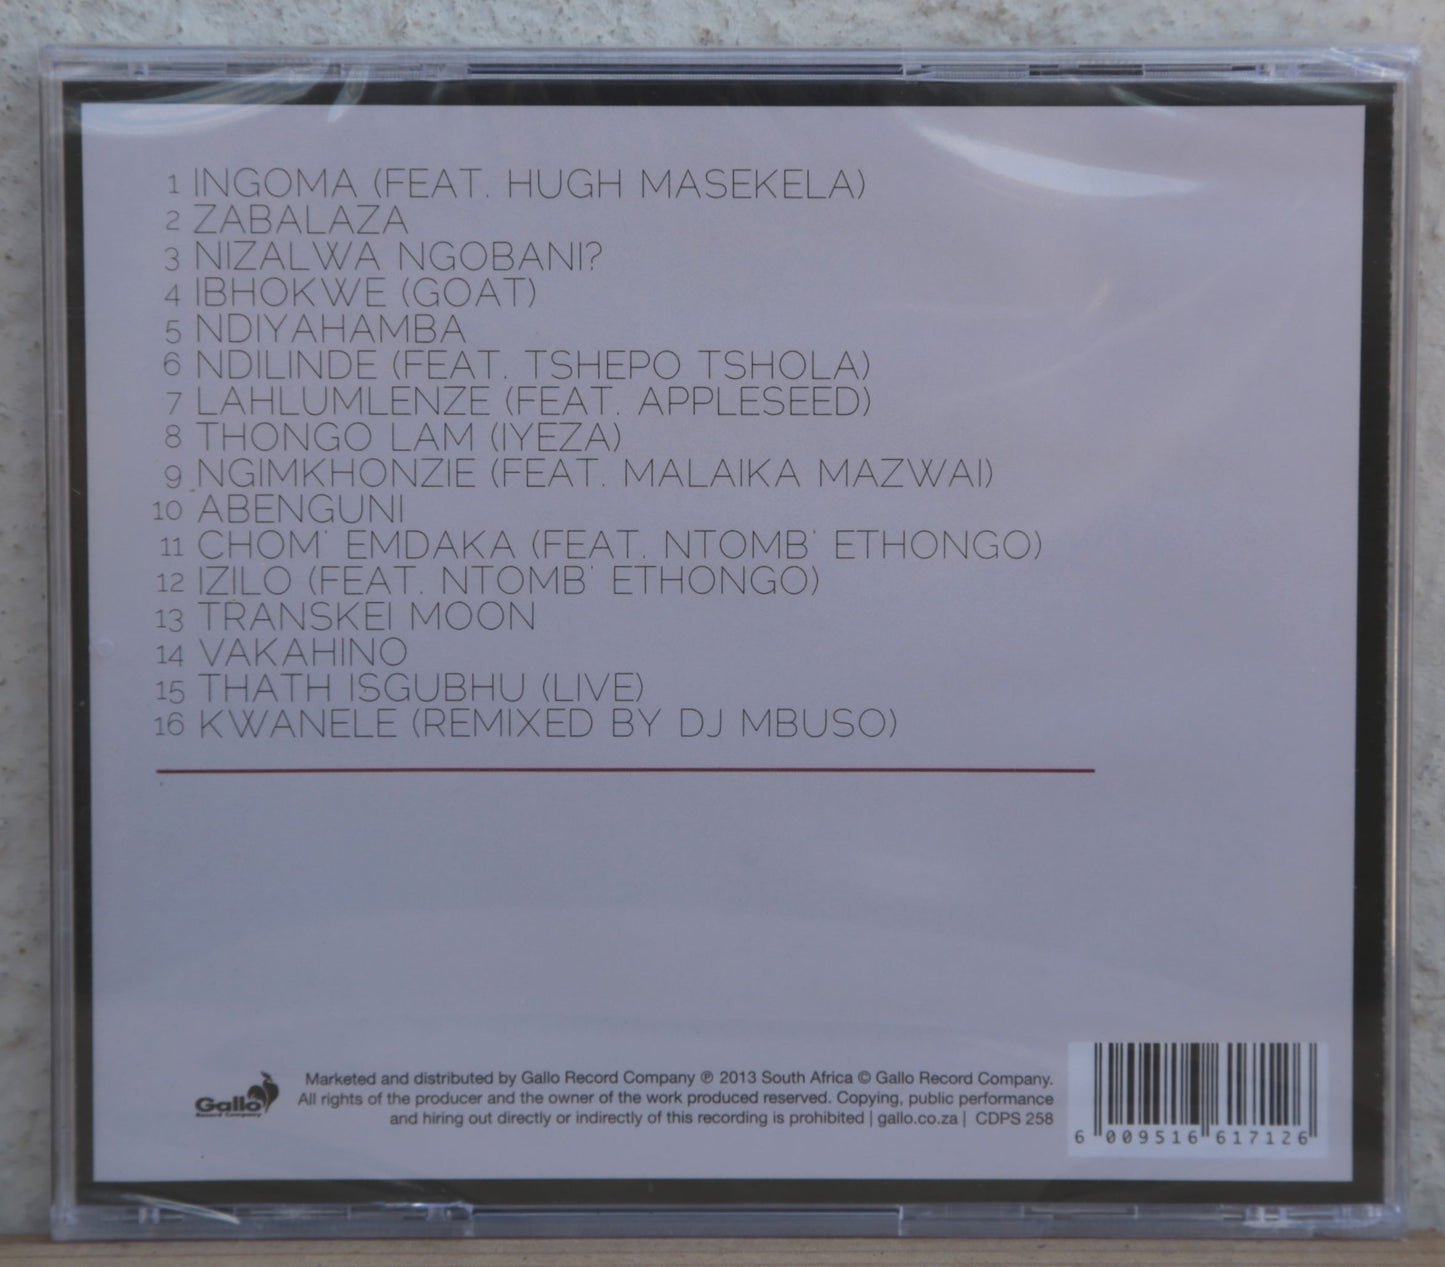 1 INGOMA (FEAT. HUGH MASEKELA)
2 ZABALAZA
3 NIZALWA NGOBANI?
4 IBHOKWE (GOAT)
5 NDIYAHAMBA
6 NDILINDE (FEAT. TSHEPO TSHOLA)
7 LAHLUMLENZE (FEAT. APPLESEED)
8 THONGO LAM (IYEZA)
9 NGIMKHONZIE (FEAT. MALAIKA MAZWAI)
10 ABENGUNI
11 CHOM' EMDAKA (FEAT. NTOMB' ETHONGO)
12 IZILO (FEAT. NTOMB' ETHONGO)
13 TRANSKEI MOON
14 VAKAHINO
15 THATH ISGUBHU (LIVE)
16 KWANELE (REMIXED BY DJ MBUSO)
Gallo
Record Company
Marketed and distributed by Gallo Record Company ℗ 2013 South Africa © Gallo Record Company.
All rights of the producer and the owner of the work produced reserved. Copying, public performance
and hiring out directly or indirectly of this recording is prohibited | gallo.co.za | CDPS 258
6 009516 617126